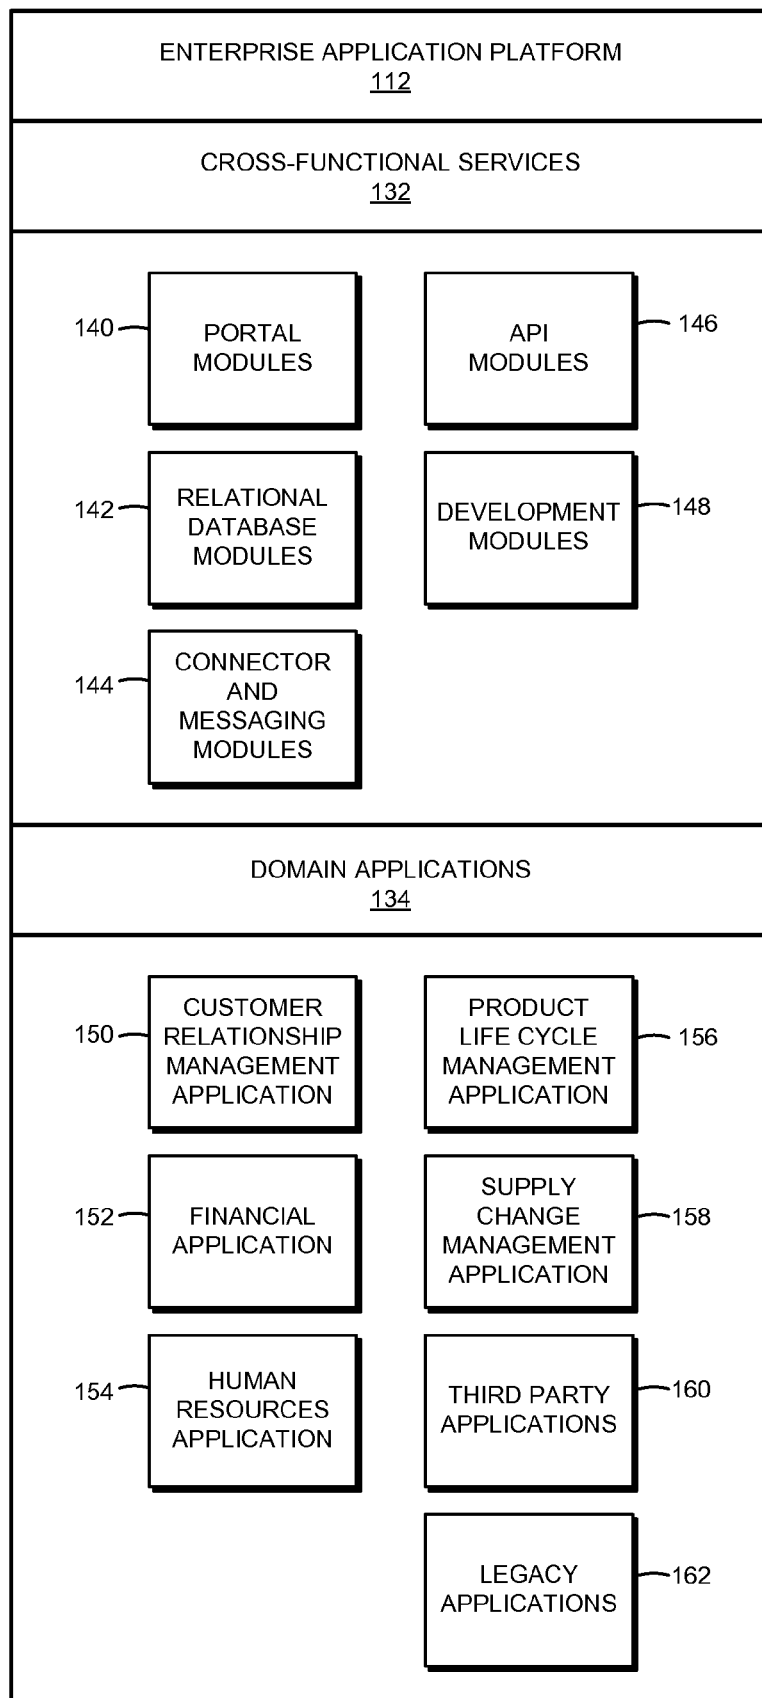 ENTERPRISE APPLICATION PLATFORM
112
CROSS-FUNCTIONAL SERVICES
132
140
PORTAL
MODULES
API
MODULES
146
142
RELATIONAL
DATABASE
MODULES
DEVELOPMENT
MODULES
148
144
CONNECTOR
AND
MESSAGING
MODULES
DOMAIN APPLICATIONS
134
150
CUSTOMER
RELATIONSHIP
MANAGEMENT
APPLICATION
PRODUCT
LIFE CYCLE
MANAGEMENT
APPLICATION
156
152
FINANCIAL
APPLICATION
SUPPLY
CHANGE
MANAGEMENT
APPLICATION
158
154
HUMAN
RESOURCES
APPLICATION
THIRD PARTY
APPLICATIONS
160
LEGACY
APPLICATIONS
162